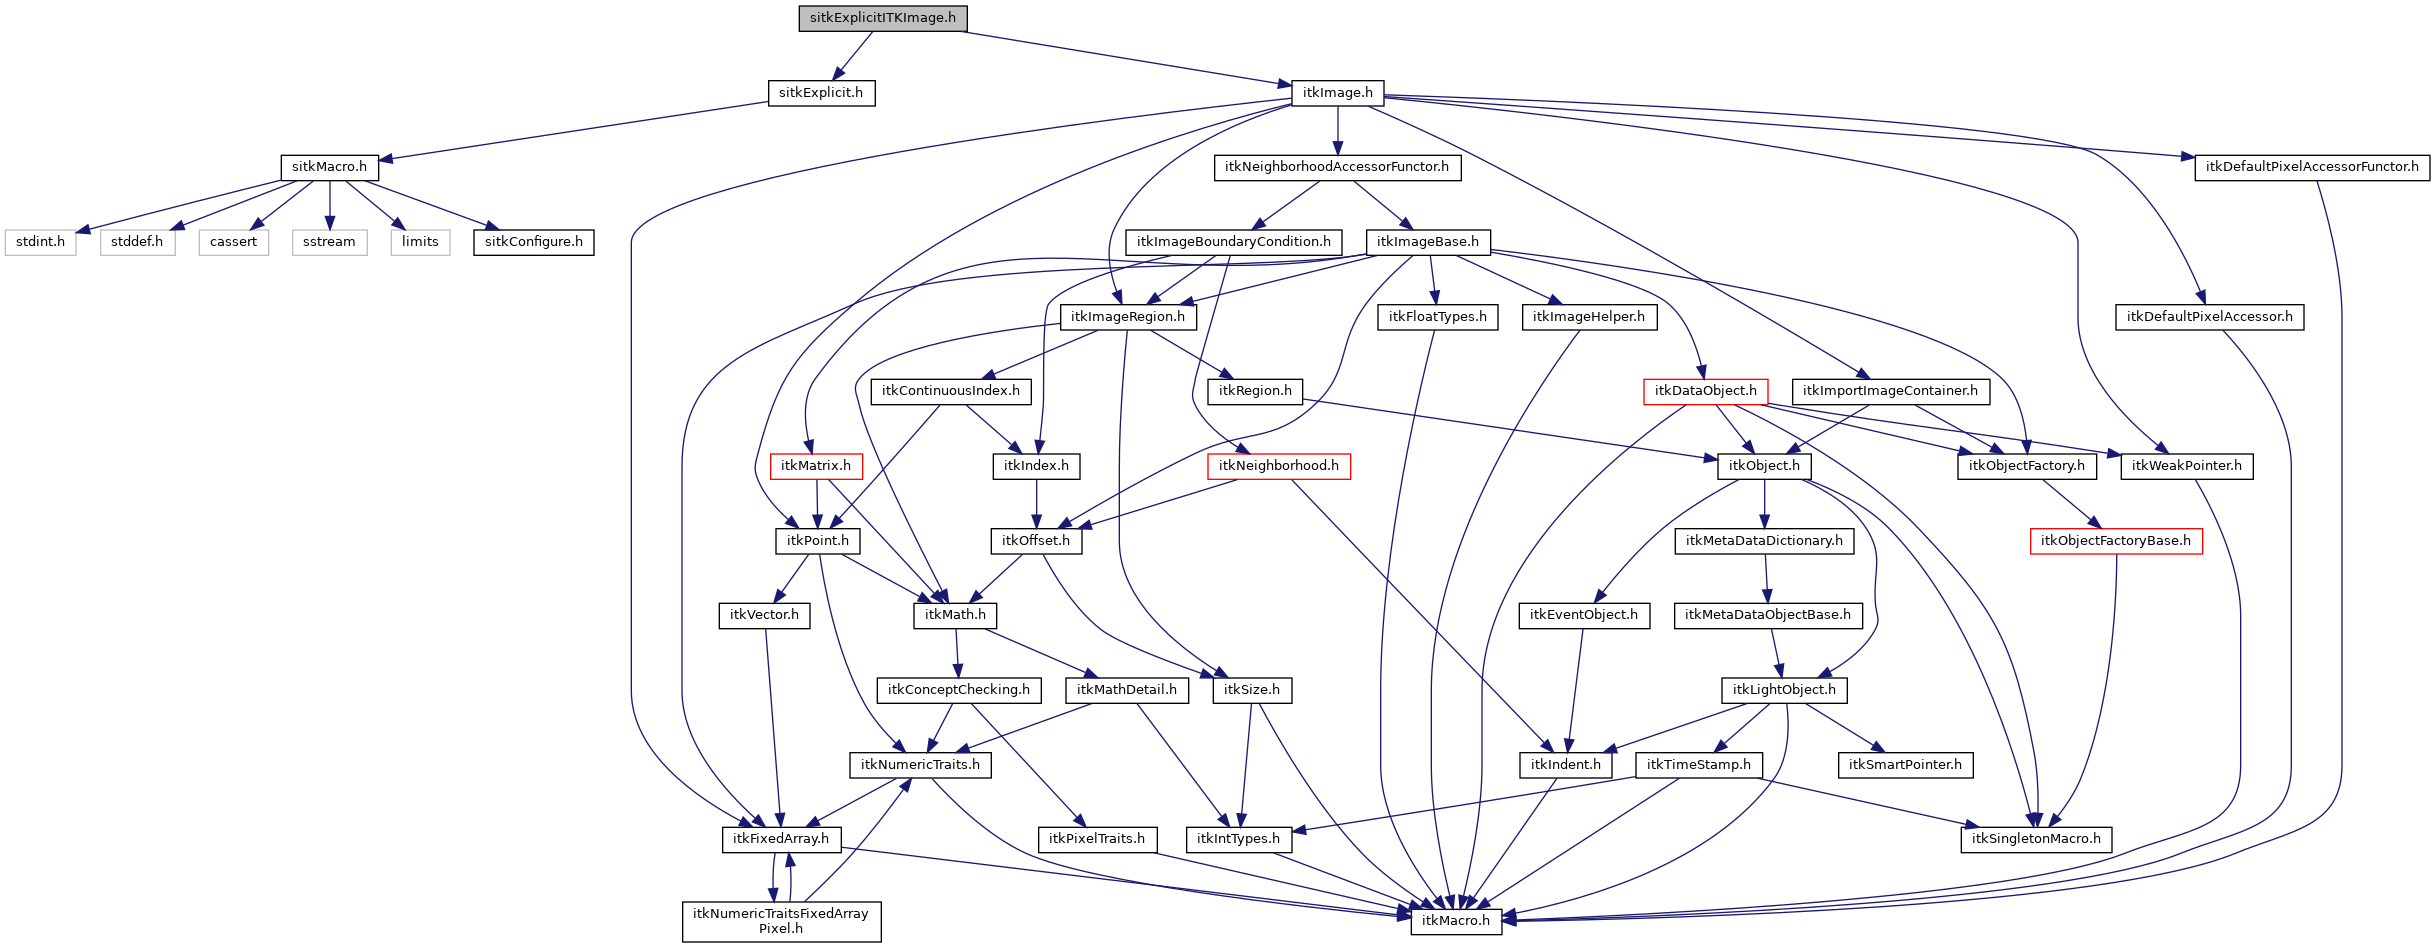 sitkExplicitITKImage.h
sitkExplicit.h
itkImage.h
sitkMacro.h
itkNeighborhoodAccessorFunctor.h
itkDefaultPixelAccessorFunctor.h
stdint.h
stddef.h
cassert
sstream
limits
sitkConfigure.h
itkImageBoundaryCondition.h
itkImageBase.h
itkImageRegion.h
itkFloatTypes.h
itkImageHelper.h
itkDefaultPixelAccessor.h
itkContinuousIndex.h
itkRegion.h
itkDataObject.h
itkImportImageContainer.h
itkMatrix.h
itkIndex.h
itkNeighborhood.h
itkObject.h
itkObjectFactory.h
itkWeakPointer.h
itkPoint.h
itkOffset.h
itkMetaDataDictionary.h
itkObjectFactoryBase.h
itkVector.h
itkMath.h
itkEventObject.h
itkMetaDataObjectBase.h
itkConceptChecking.h
itkMathDetail.h
itkSize.h
itkLightObject.h
itkNumericTraits.h
itkIndent.h
itkTimeStamp.h
itkSmartPointer.h
itkFixedArray.h
itkPixelTraits.h
itkIntTypes.h
itkSingletonMacro.h
itkNumericTraitsFixedArray
Pixel.h
itkMacro.h